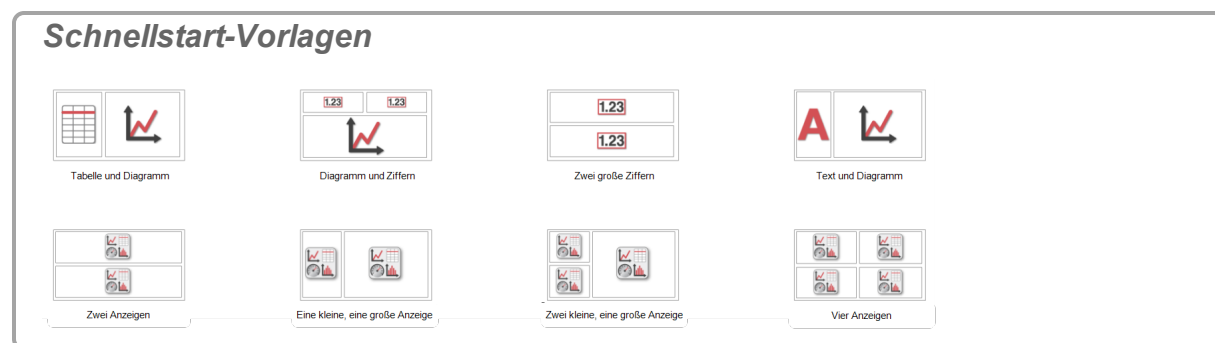 Schnellstart-Vorlagen
1.23 1.23
1.23
1.23
A
Tabelle und Diagramm
Diagramm und Ziffern
Zwei große Ziffern
Text und Diagramm
Zwei Anzeigen
Eine kleine, eine große Anzeige
Zwei kleine, eine große Anzeige
Vier Anzeigen